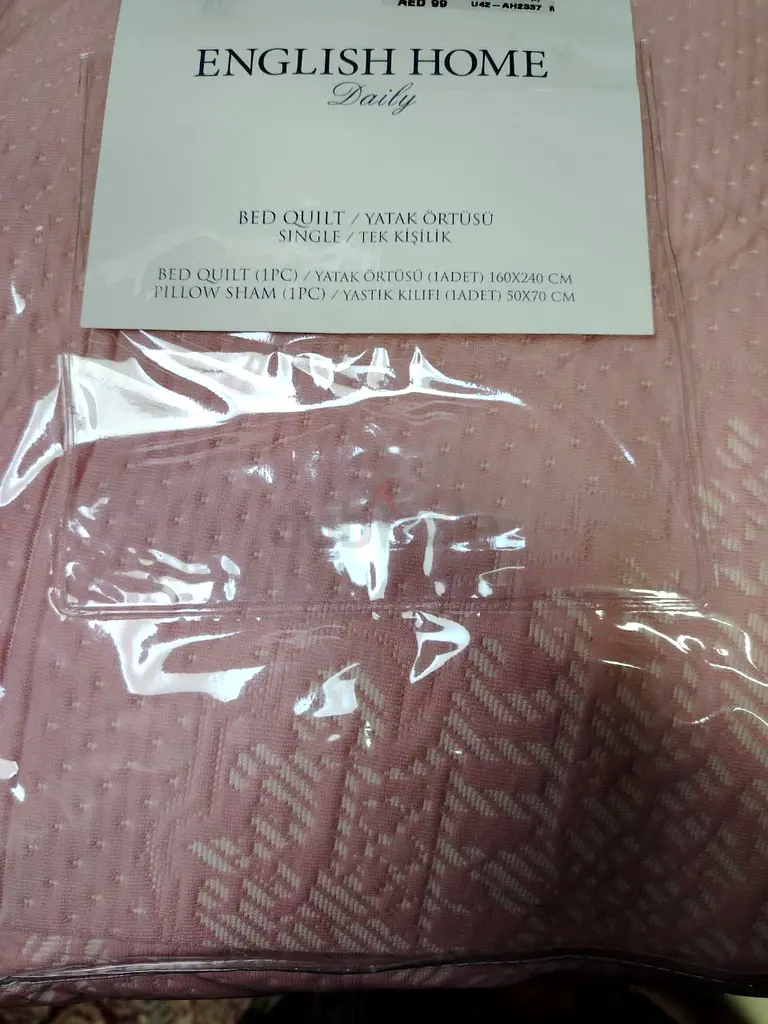 AED 99 U42-AH2337
ENGLISH HOME
Daily
BED QUILT / YATAK ÖRTÜSÜ
SINGLE / TEK KİŞİLİK
BED QUILT (1PC) / YATAK ÖRTÜSÜ (1ADET) 160X240 CM
PILLOW SHAM (1PC) / YASTIK KILIFI (1ADET) 50X70 CM